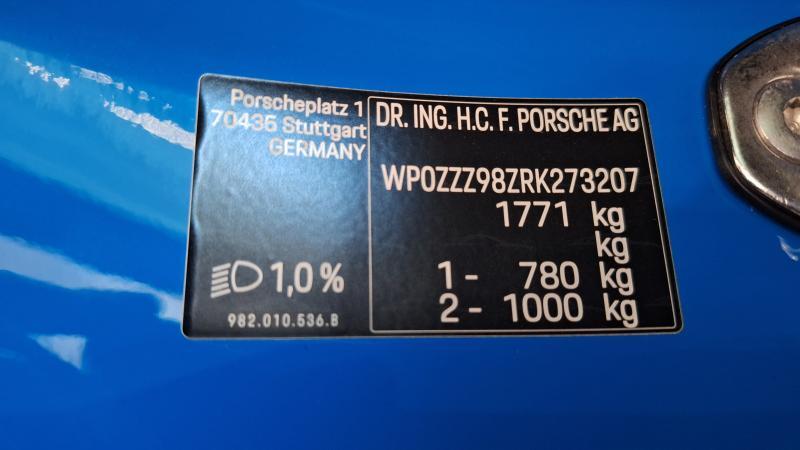 Porscheplatz 1
70435 Stuttgart
GERMANY
1,0 %
982.010.536.B
DR. ING. H.C. F. PORSCHE AG
WP0ZZZ98ZRK273207
1771 kg
kg
1 - 780 kg
2 - 1000 kg